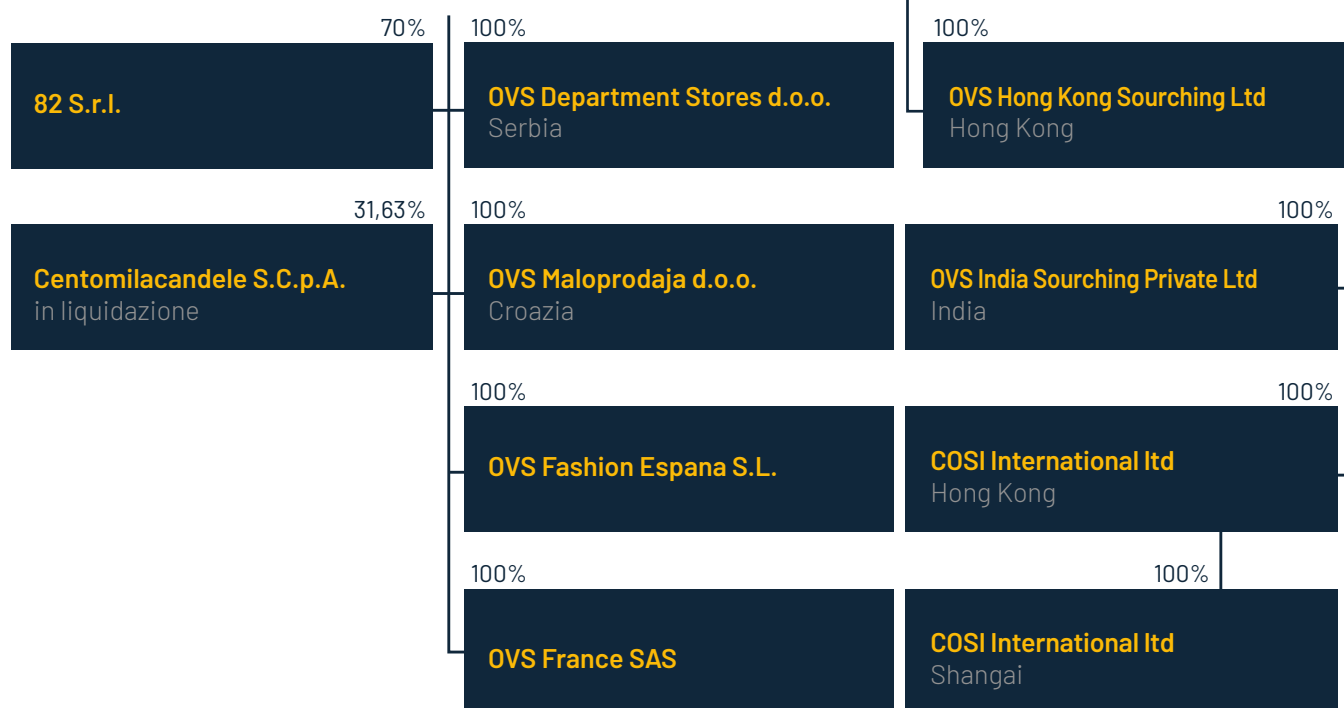 70%
82 S.r.l.
100%
OVS Department Stores d.o.o.
Serbia
100%
OVS Hong Kong Sourching Ltd
Hong Kong
31,63%
Centomilacandele S.C.p.A.
in liquidazione
100%
OVS Maloprodaja d.o.o.
Croazia
100%
OVS India Sourching Private Ltd
India
100%
OVS Fashion Espana S.L.
100%
COSI International ltd
Hong Kong
100%
OVS France SAS
100%
COSI International ltd
Shangai